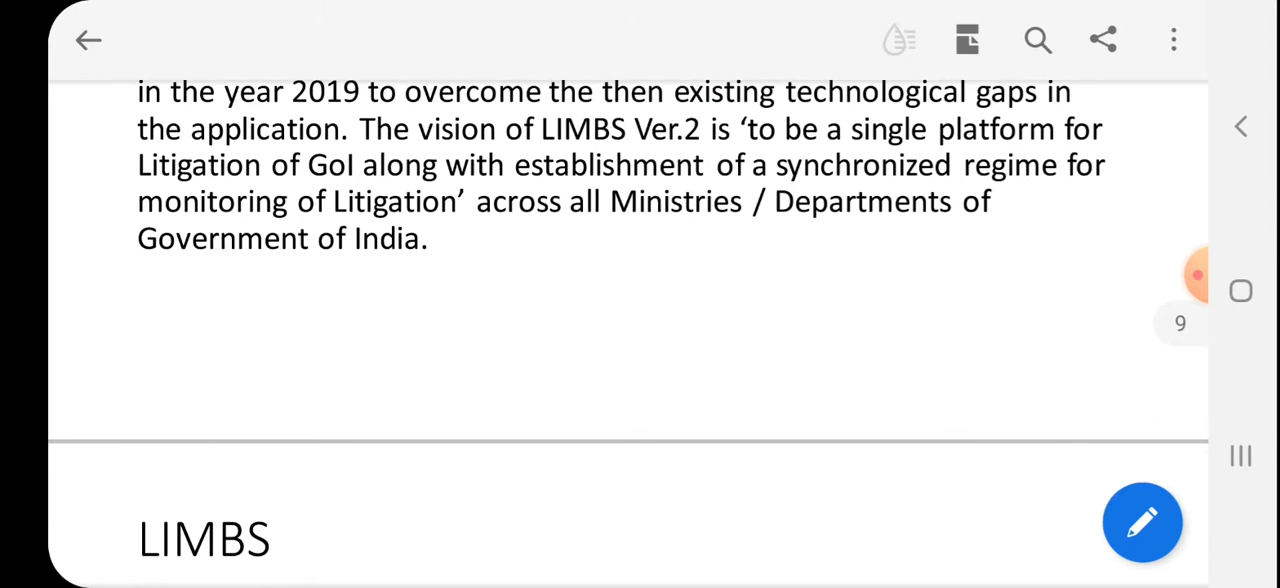 in the year 2019 to overcome the then existing technological gaps in
the application. The vision of LIMBS Ver.2 is ‘to be a single platform for
Litigation of GoI along with establishment of a synchronized regime for
monitoring of Litigation’ across all Ministries / Departments of
Government of India.
9
LIMBS